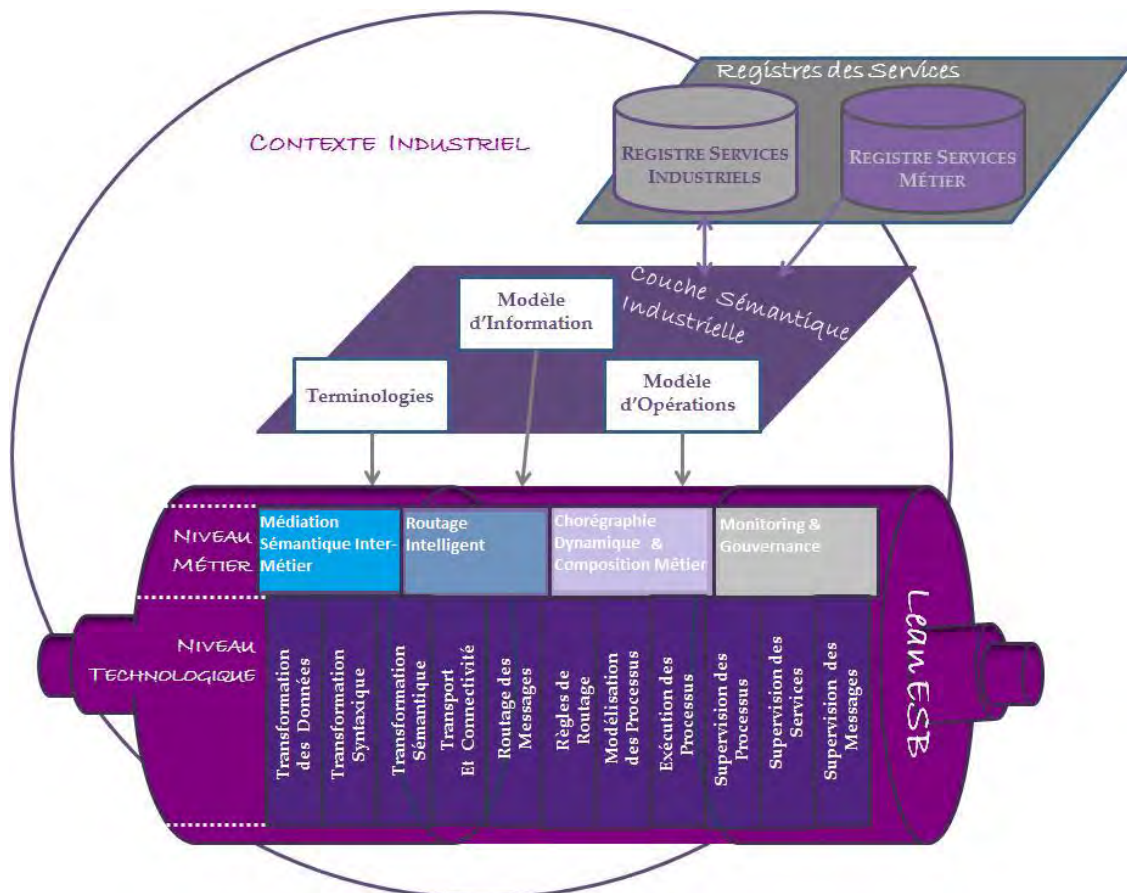 Registres des Services
CONTEXTE INDUSTRIEL
REGISTRE SERVICES
INDUSTRIELS
REGISTRE SERVICES
MÉTIER
Couche Sémantique
Industrielle
Modèle
d'Information
Terminologies
Modèle
d'Opérations
NIVEAU
MÉTIER
Médiation
Sémantique Inter-
Métier
Routage
Intelligent
Chorégraphie
Dynamique &
Composition Métier
Monitoring &
Gouvernance
NIVEAU
TECHNOLOGIQUE
Transformation
des Données
Transformation
Syntaxique
Transformation
Sémantique
Transport
Et Connectivité
Routage des
Messages
Règles de
Routage
Modélisation
des Processus
Exécution des
Processus
Supervision des
Processus
Supervision des
Services
Supervision des
Messages
LeanESB